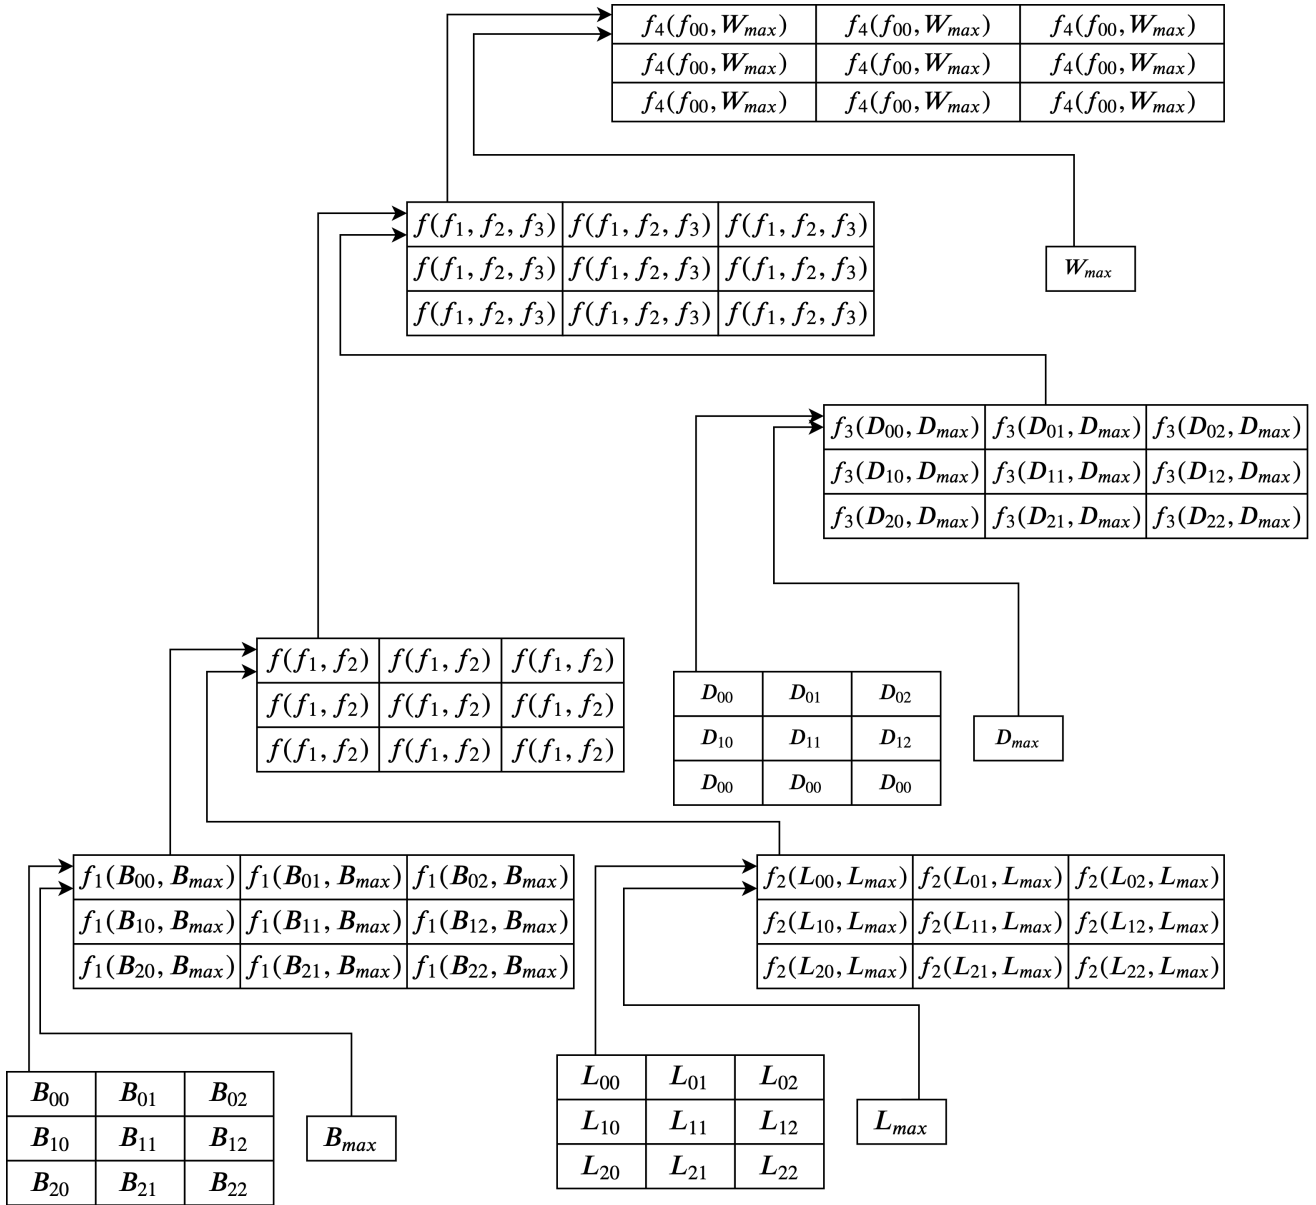 f₄(f₀₀, Wₘₐₓ) f₄(f₀₀, Wₘₐₓ) f₄(f₀₀, Wₘₐₓ)
f₄(f₀₀, Wₘₐₓ) f₄(f₀₀, Wₘₐₓ) f₄(f₀₀, Wₘₐₓ)
f₄(f₀₀, Wₘₐₓ) f₄(f₀₀, Wₘₐₓ) f₄(f₀₀, Wₘₐₓ)
f(f₁, f₂, f₃) f(f₁, f₂, f₃) f(f₁, f₂, f₃)
f(f₁, f₂, f₃) f(f₁, f₂, f₃) f(f₁, f₂, f₃)
f(f₁, f₂, f₃) f(f₁, f₂, f₃) f(f₁, f₂, f₃)
Wₘₐₓ
f₃(D₀₀, Dₘₐₓ) f₃(D₀₁, Dₘₐₓ) f₃(D₀₂, Dₘₐₓ)
f₃(D₁₀, Dₘₐₓ) f₃(D₁₁, Dₘₐₓ) f₃(D₁₂, Dₘₐₓ)
f₃(D₂₀, Dₘₐₓ) f₃(D₂₁, Dₘₐₓ) f₃(D₂₂, Dₘₐₓ)
f(f₁, f₂) f(f₁, f₂) f(f₁, f₂)
f(f₁, f₂) f(f₁, f₂) f(f₁, f₂)
f(f₁, f₂) f(f₁, f₂) f(f₁, f₂)
D₀₀ D₀₁ D₀₂
D₁₀ D₁₁ D₁₂
D₀₀ D₀₀ D₀₀
Dₘₐₓ
f₁(B₀₀, Bₘₐₓ) f₁(B₀₁, Bₘₐₓ) f₁(B₀₂, Bₘₐₓ)
f₁(B₁₀, Bₘₐₓ) f₁(B₁₁, Bₘₐₓ) f₁(B₁₂, Bₘₐₓ)
f₁(B₂₀, Bₘₐₓ) f₁(B₂₁, Bₘₐₓ) f₁(B₂₂, Bₘₐₓ)
f₂(L₀₀, Lₘₐₓ) f₂(L₀₁, Lₘₐₓ) f₂(L₀₂, Lₘₐₓ)
f₂(L₁₀, Lₘₐₓ) f₂(L₁₁, Lₘₐₓ) f₂(L₁₂, Lₘₐₓ)
f₂(L₂₀, Lₘₐₓ) f₂(L₂₁, Lₘₐₓ) f₂(L₂₂, Lₘₐₓ)
B₀₀ B₀₁ B₀₂
B₁₀ B₁₁ B₁₂
B₂₀ B₂₁ B₂₂
Bₘₐₓ
L₀₀ L₀₁ L₀₂
L₁₀ L₁₁ L₁₂
L₂₀ L₂₁ L₂₂
Lₘₐₓ